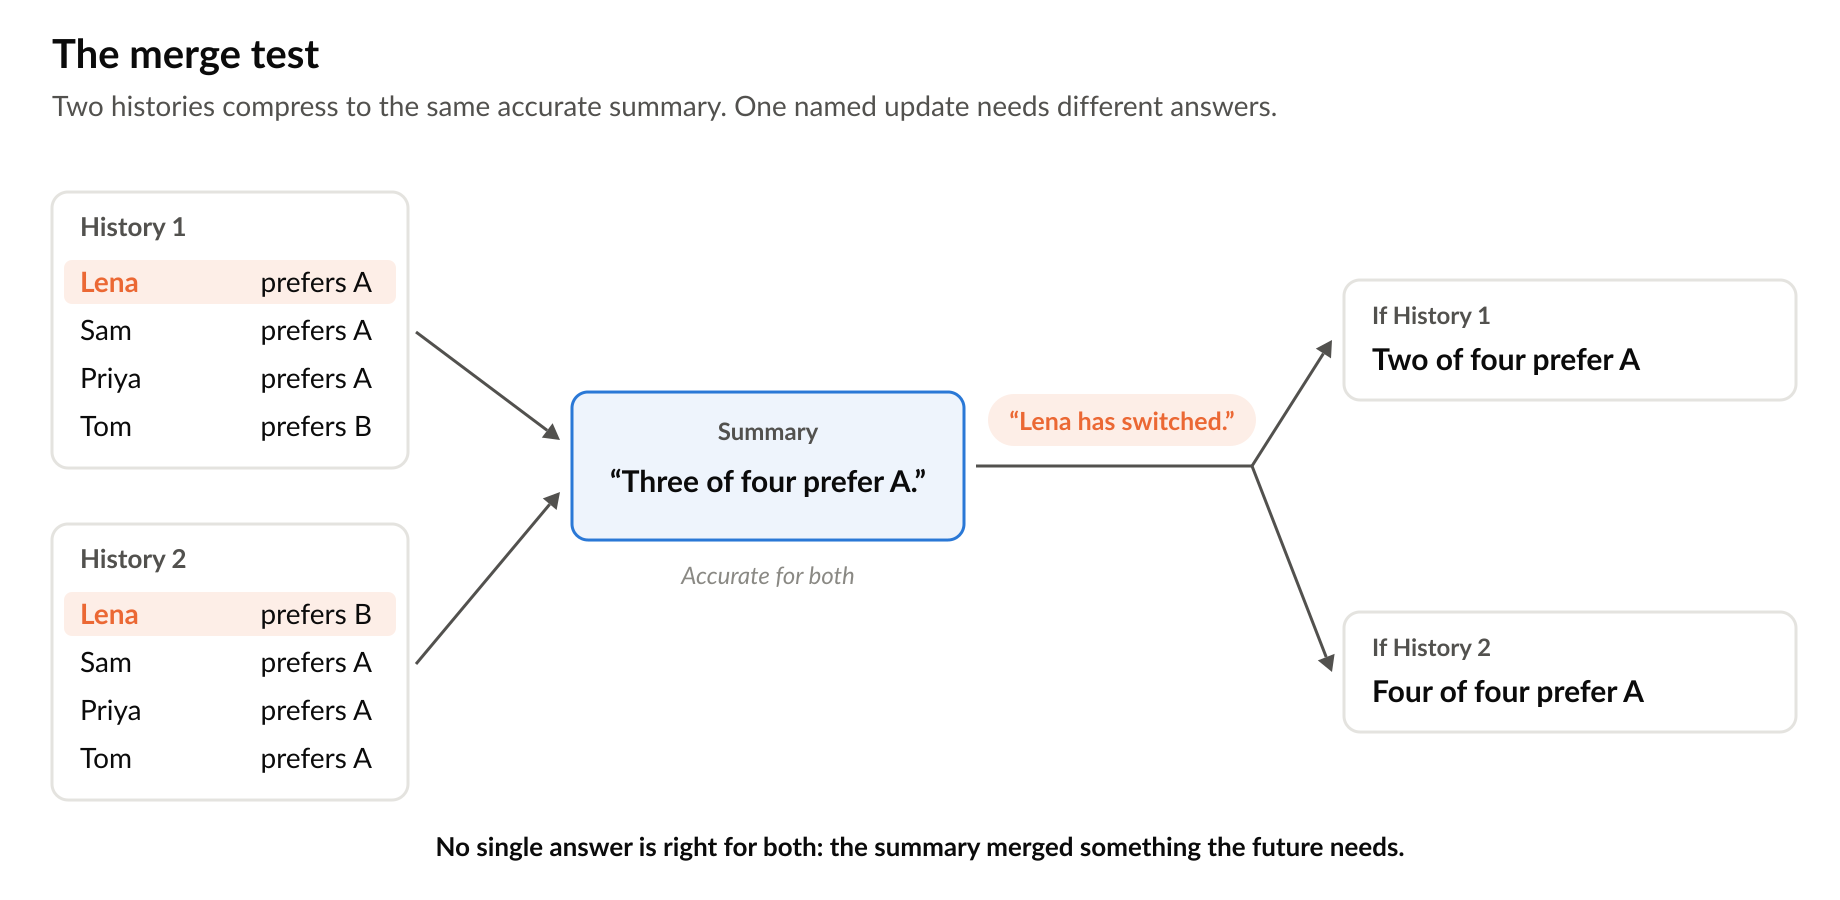 The merge test
Two histories compress to the same accurate summary. One named update needs different answers.
History 1
Lena prefers A
Sam prefers A
Priya prefers A
Tom prefers B
History 2
Lena prefers B
Sam prefers A
Priya prefers A
Tom prefers A
Summary
“Three of four prefer A.”
Accurate for both
“Lena has switched.”
If History 1
Two of four prefer A
If History 2
Four of four prefer A
No single answer is right for both: the summary merged something the future needs.